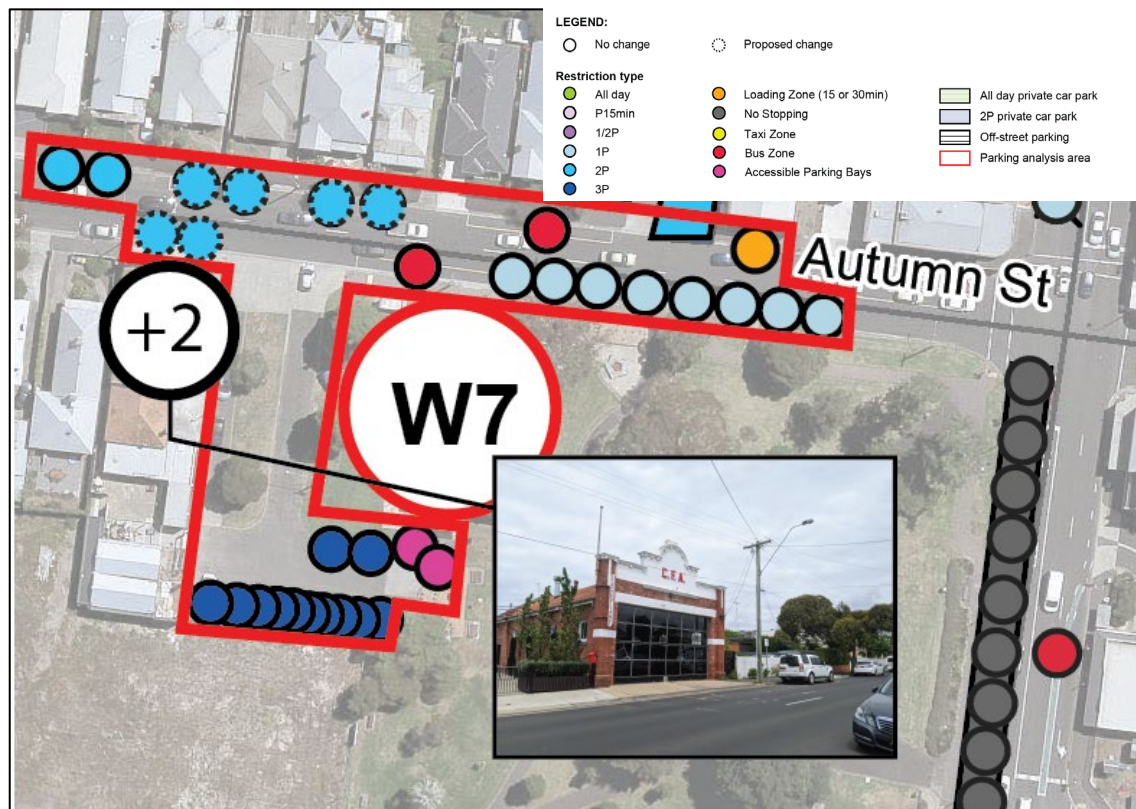 LEGEND:
No change
Proposed change
Restriction type
All day
P15min
1/2P
1P
2P
3P
Loading Zone (15 or 30min)
No Stopping
Taxi Zone
Bus Zone
Accessible Parking Bays
All day private car park
2P private car park
Off-street parking
Parking analysis area
Autumn St
+2
W7
C.F.A.